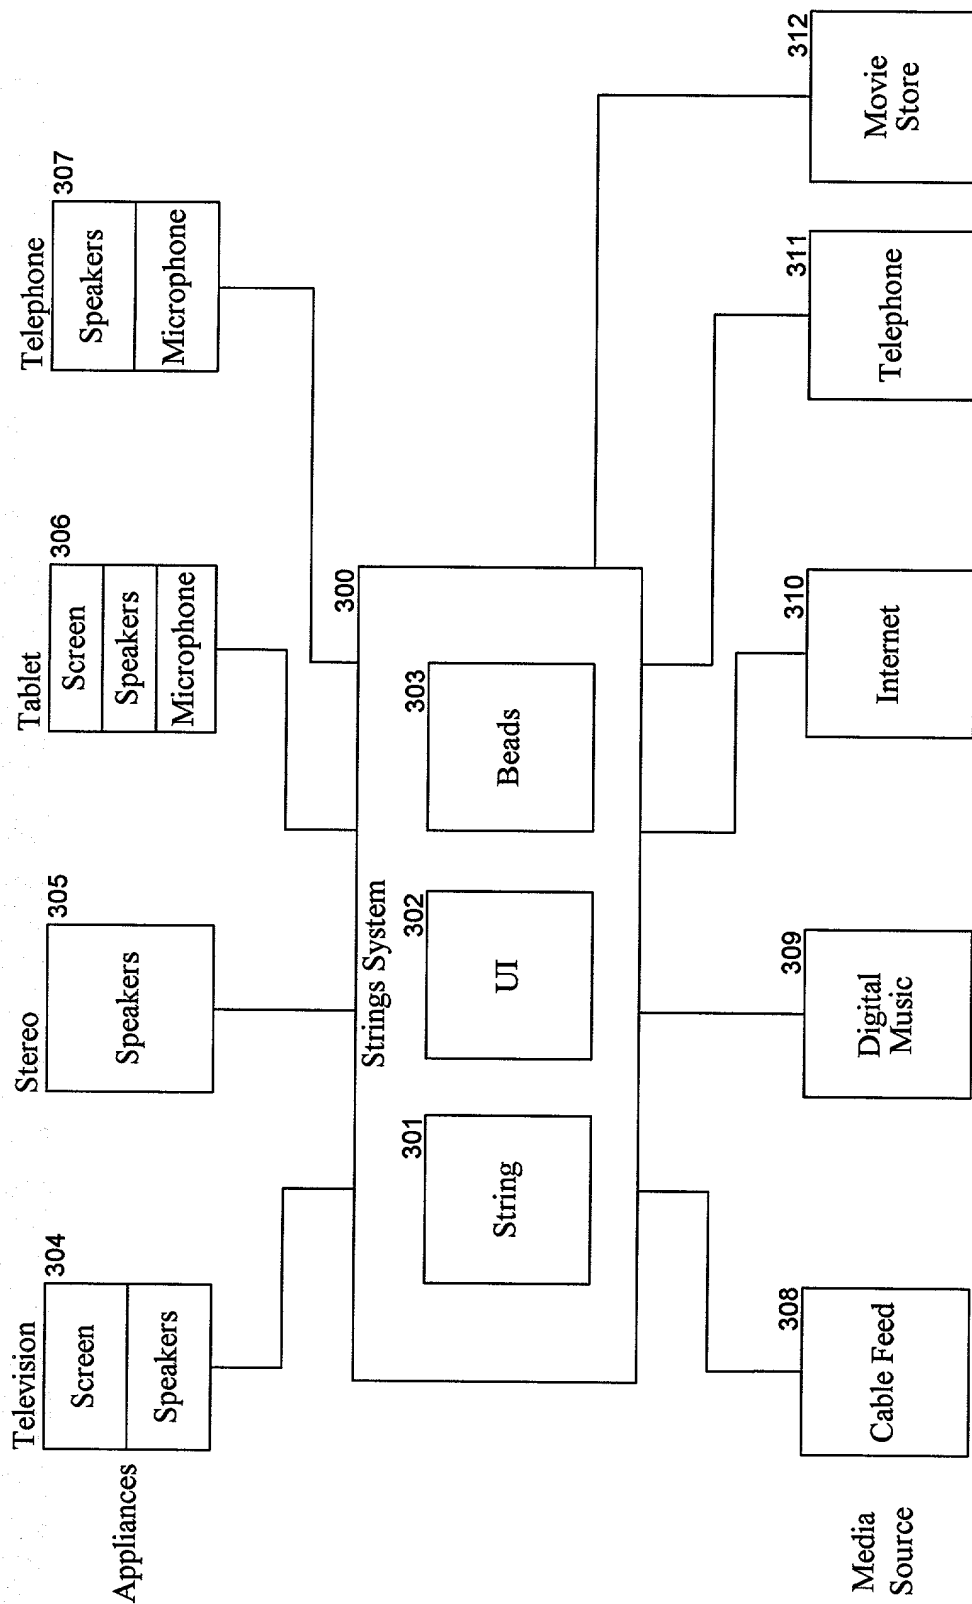 Television
Stereo
Tablet
Telephone
304
305
306
307
Appliances
Screen
Speakers
Speakers
Screen
Speakers
Microphone
Speakers
Microphone
Strings System
300
301
302
303
String
UI
Beads
308
309
310
311
312
Media
Source
Cable Feed
Digital
Music
Internet
Telephone
Movie
Store